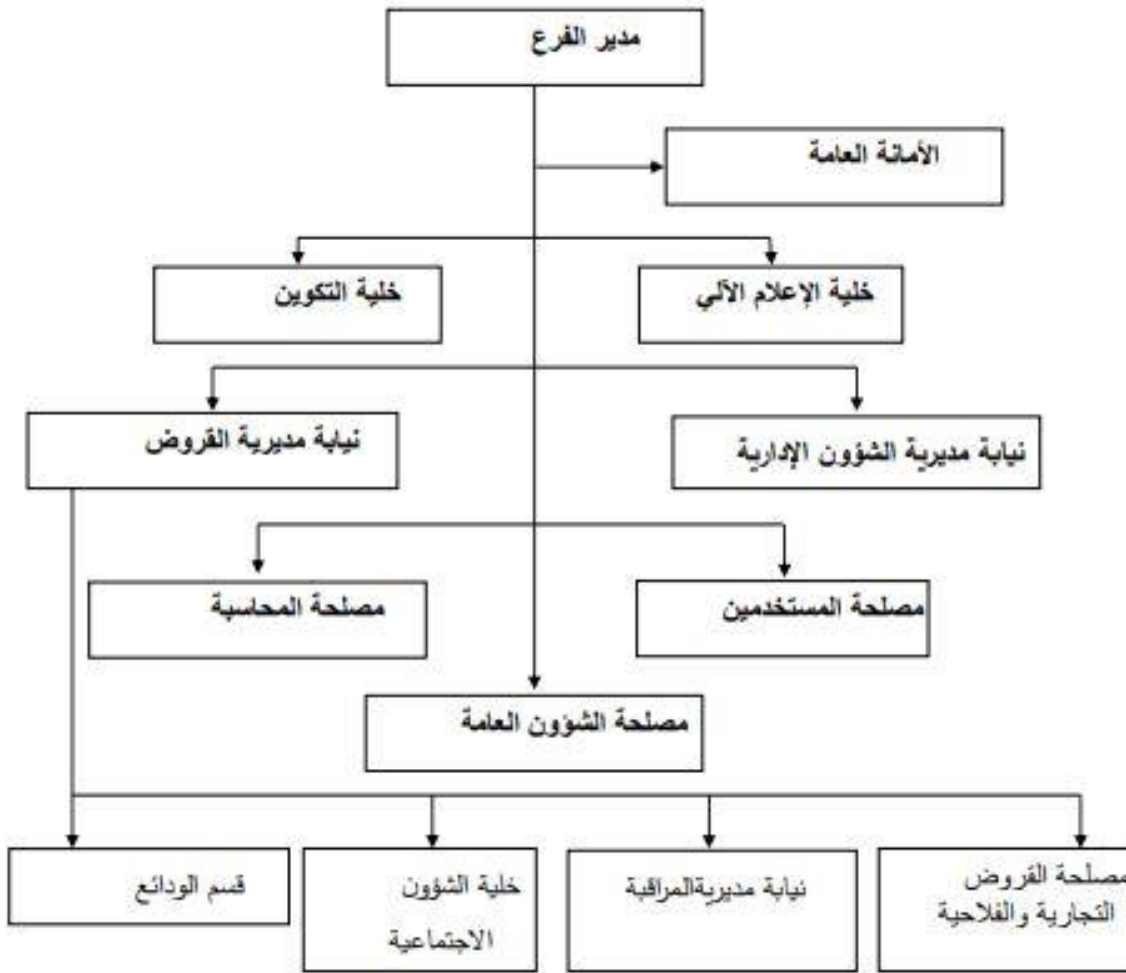 مدير الفرع
الأمانة العامة
خلية الإعلام الآلي
خلية التكوين
نيابة مديرية الشؤون الإدارية
نيابة مديرية القروض
مصلحة المستخدمين
مصلحة المحاسبة
مصلحة الشؤون العامة
مصلحة القروض
التجارية والفلاحية
نيابة مديريةالمراقبة
خلية الشؤون
الاجتماعية
قسم الودائع